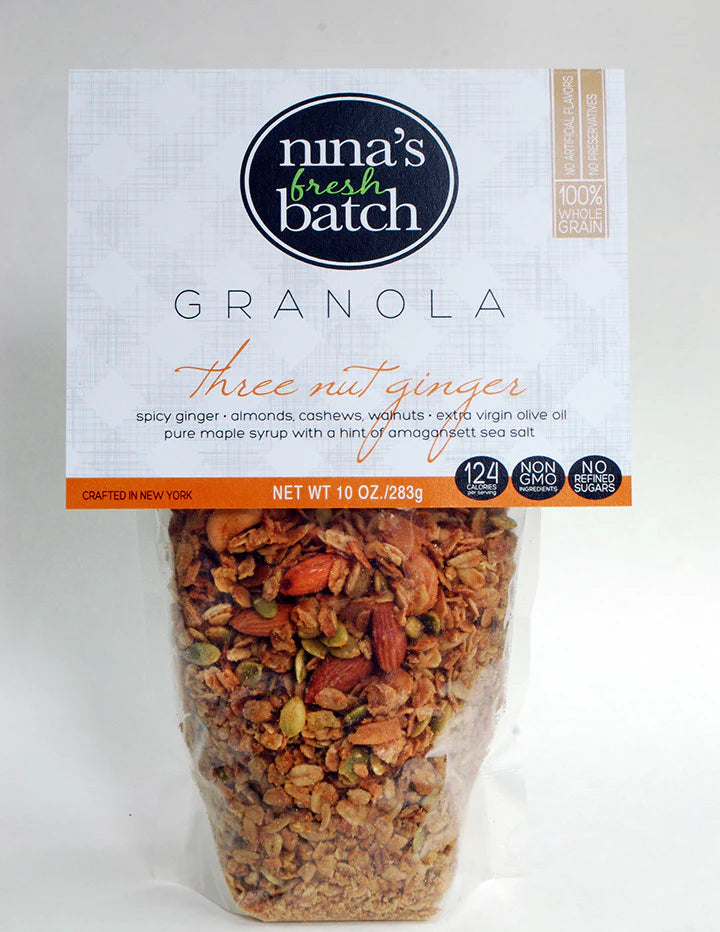 nina's
fresh
batch
NO ARTIFICIAL FLAVORS
NO PRESERVATIVES
100%
WHOLE
GRAIN
GRANOLA
three nut ginger
spicy ginger • almonds, cashews, walnuts • extra virgin olive oil
pure maple syrup with a hint of amagansett sea salt
CRAFTED IN NEW YORK
NET WT 10 OZ./283g
124
CALORIES
per serving
NON
GMO
INGREDIENTS
NO
REFINED
SUGARS